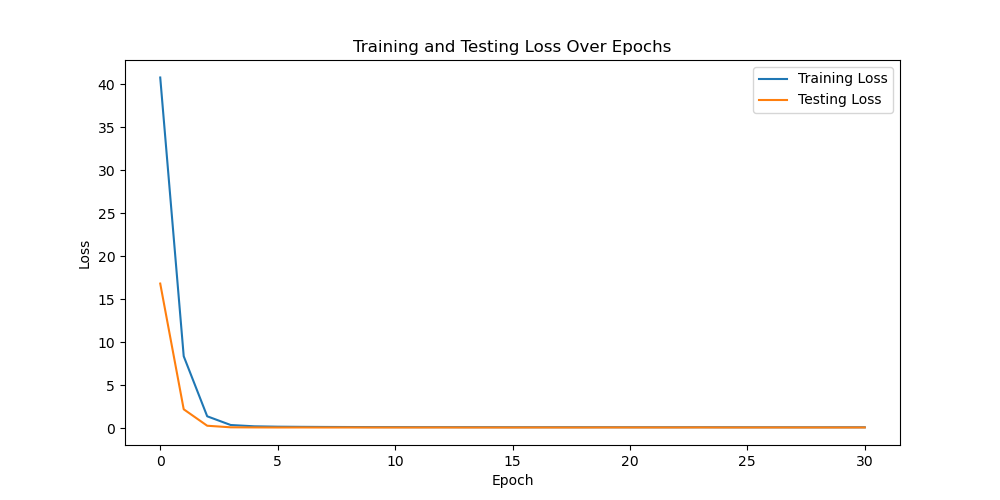 Training and Testing Loss Over Epochs
Training Loss
Testing Loss
40
35
30
25
20
15
10
5
0
Loss
0 5 10 15 20 25 30
Epoch